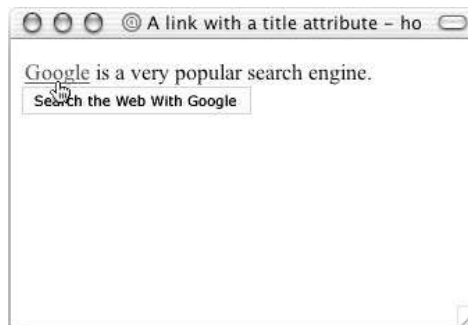 A link with a title attribute – ho
Google is a very popular search engine.
Search the Web With Google